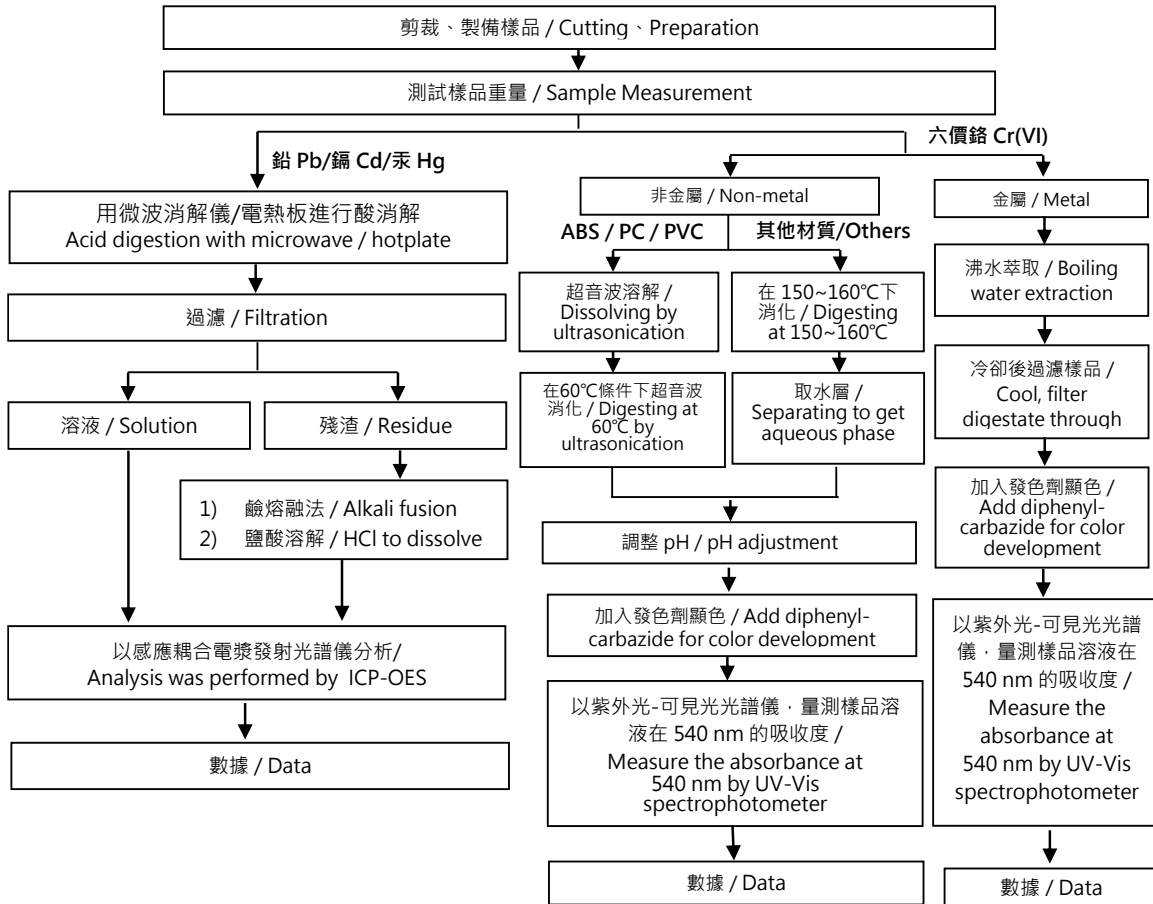 剪裁、製備樣品 / Cutting、Preparation
測試樣品重量 / Sample Measurement
鉛 Pb/鎘 Cd/汞 Hg
用微波消解儀/電熱板進行酸消解
Acid digestion with microwave / hotplate
過濾 / Filtration
溶液 / Solution
殘渣 / Residue
1) 鹼熔融法 / Alkali fusion
2) 鹽酸溶解 / HCl to dissolve
以感應耦合電漿發射光譜儀分析/
Analysis was performed by ICP-OES
數據 / Data
六價鉻 Cr(VI)
非金屬 / Non-metal
ABS / PC / PVC
超音波溶解 /
Dissolving by
ultrasonication
在60℃條件下超音波
消化 / Digesting at
60℃ by
ultrasonication
其他材質/Others
在 150~160℃下
消化 / Digesting
at 150~160℃
取水層 /
Separating to get
aqueous phase
調整 pH / pH adjustment
加入發色劑顯色 / Add diphenyl-
carbazide for color development
以紫外光-可見光光譜儀﹐量測樣品溶
液在 540 nm 的吸收度 /
Measure the absorbance at
540 nm by UV-Vis
spectrophotometer
數據 / Data
金屬 / Metal
沸水萃取 / Boiling
water extraction
冷卻後過濾樣品 /
Cool, filter
digestate through
加入發色劑顯色 /
Add diphenyl-
carbazide for color
development
以紫外光-可見光光譜
儀﹐量測樣品溶液在
540 nm 的吸收度 /
Measure the
absorbance at
540 nm by UV-Vis
spectrophotometer
數據 / Data